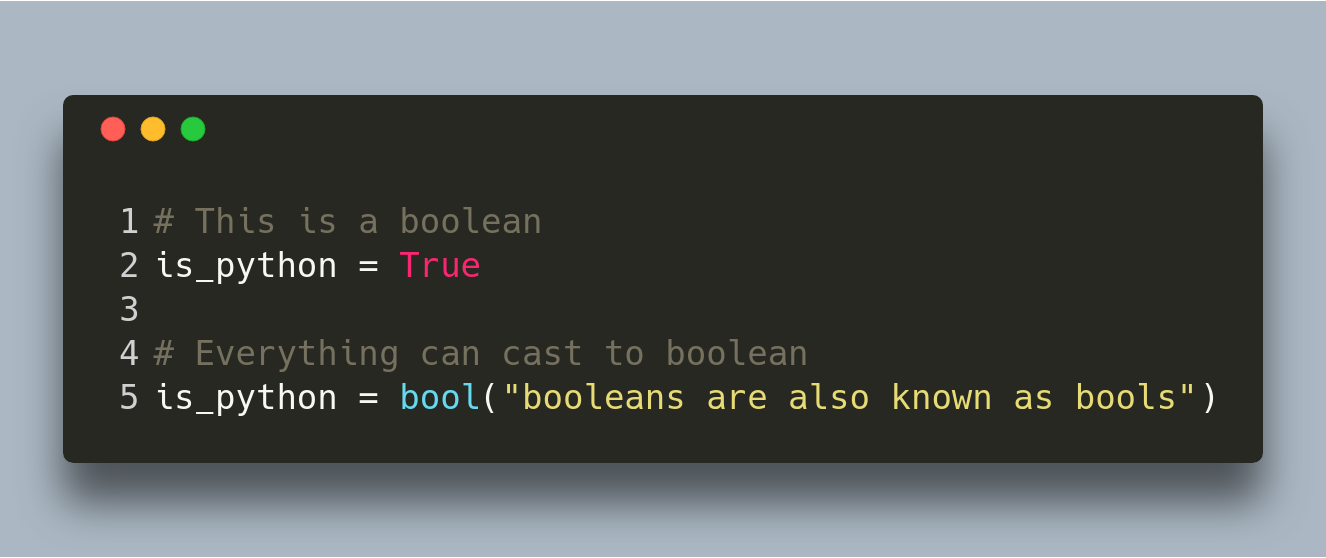 1 # This is a boolean
2 is_python = True
3
4 # Everything can cast to boolean
5 is_python = bool("booleans are also known as bools")